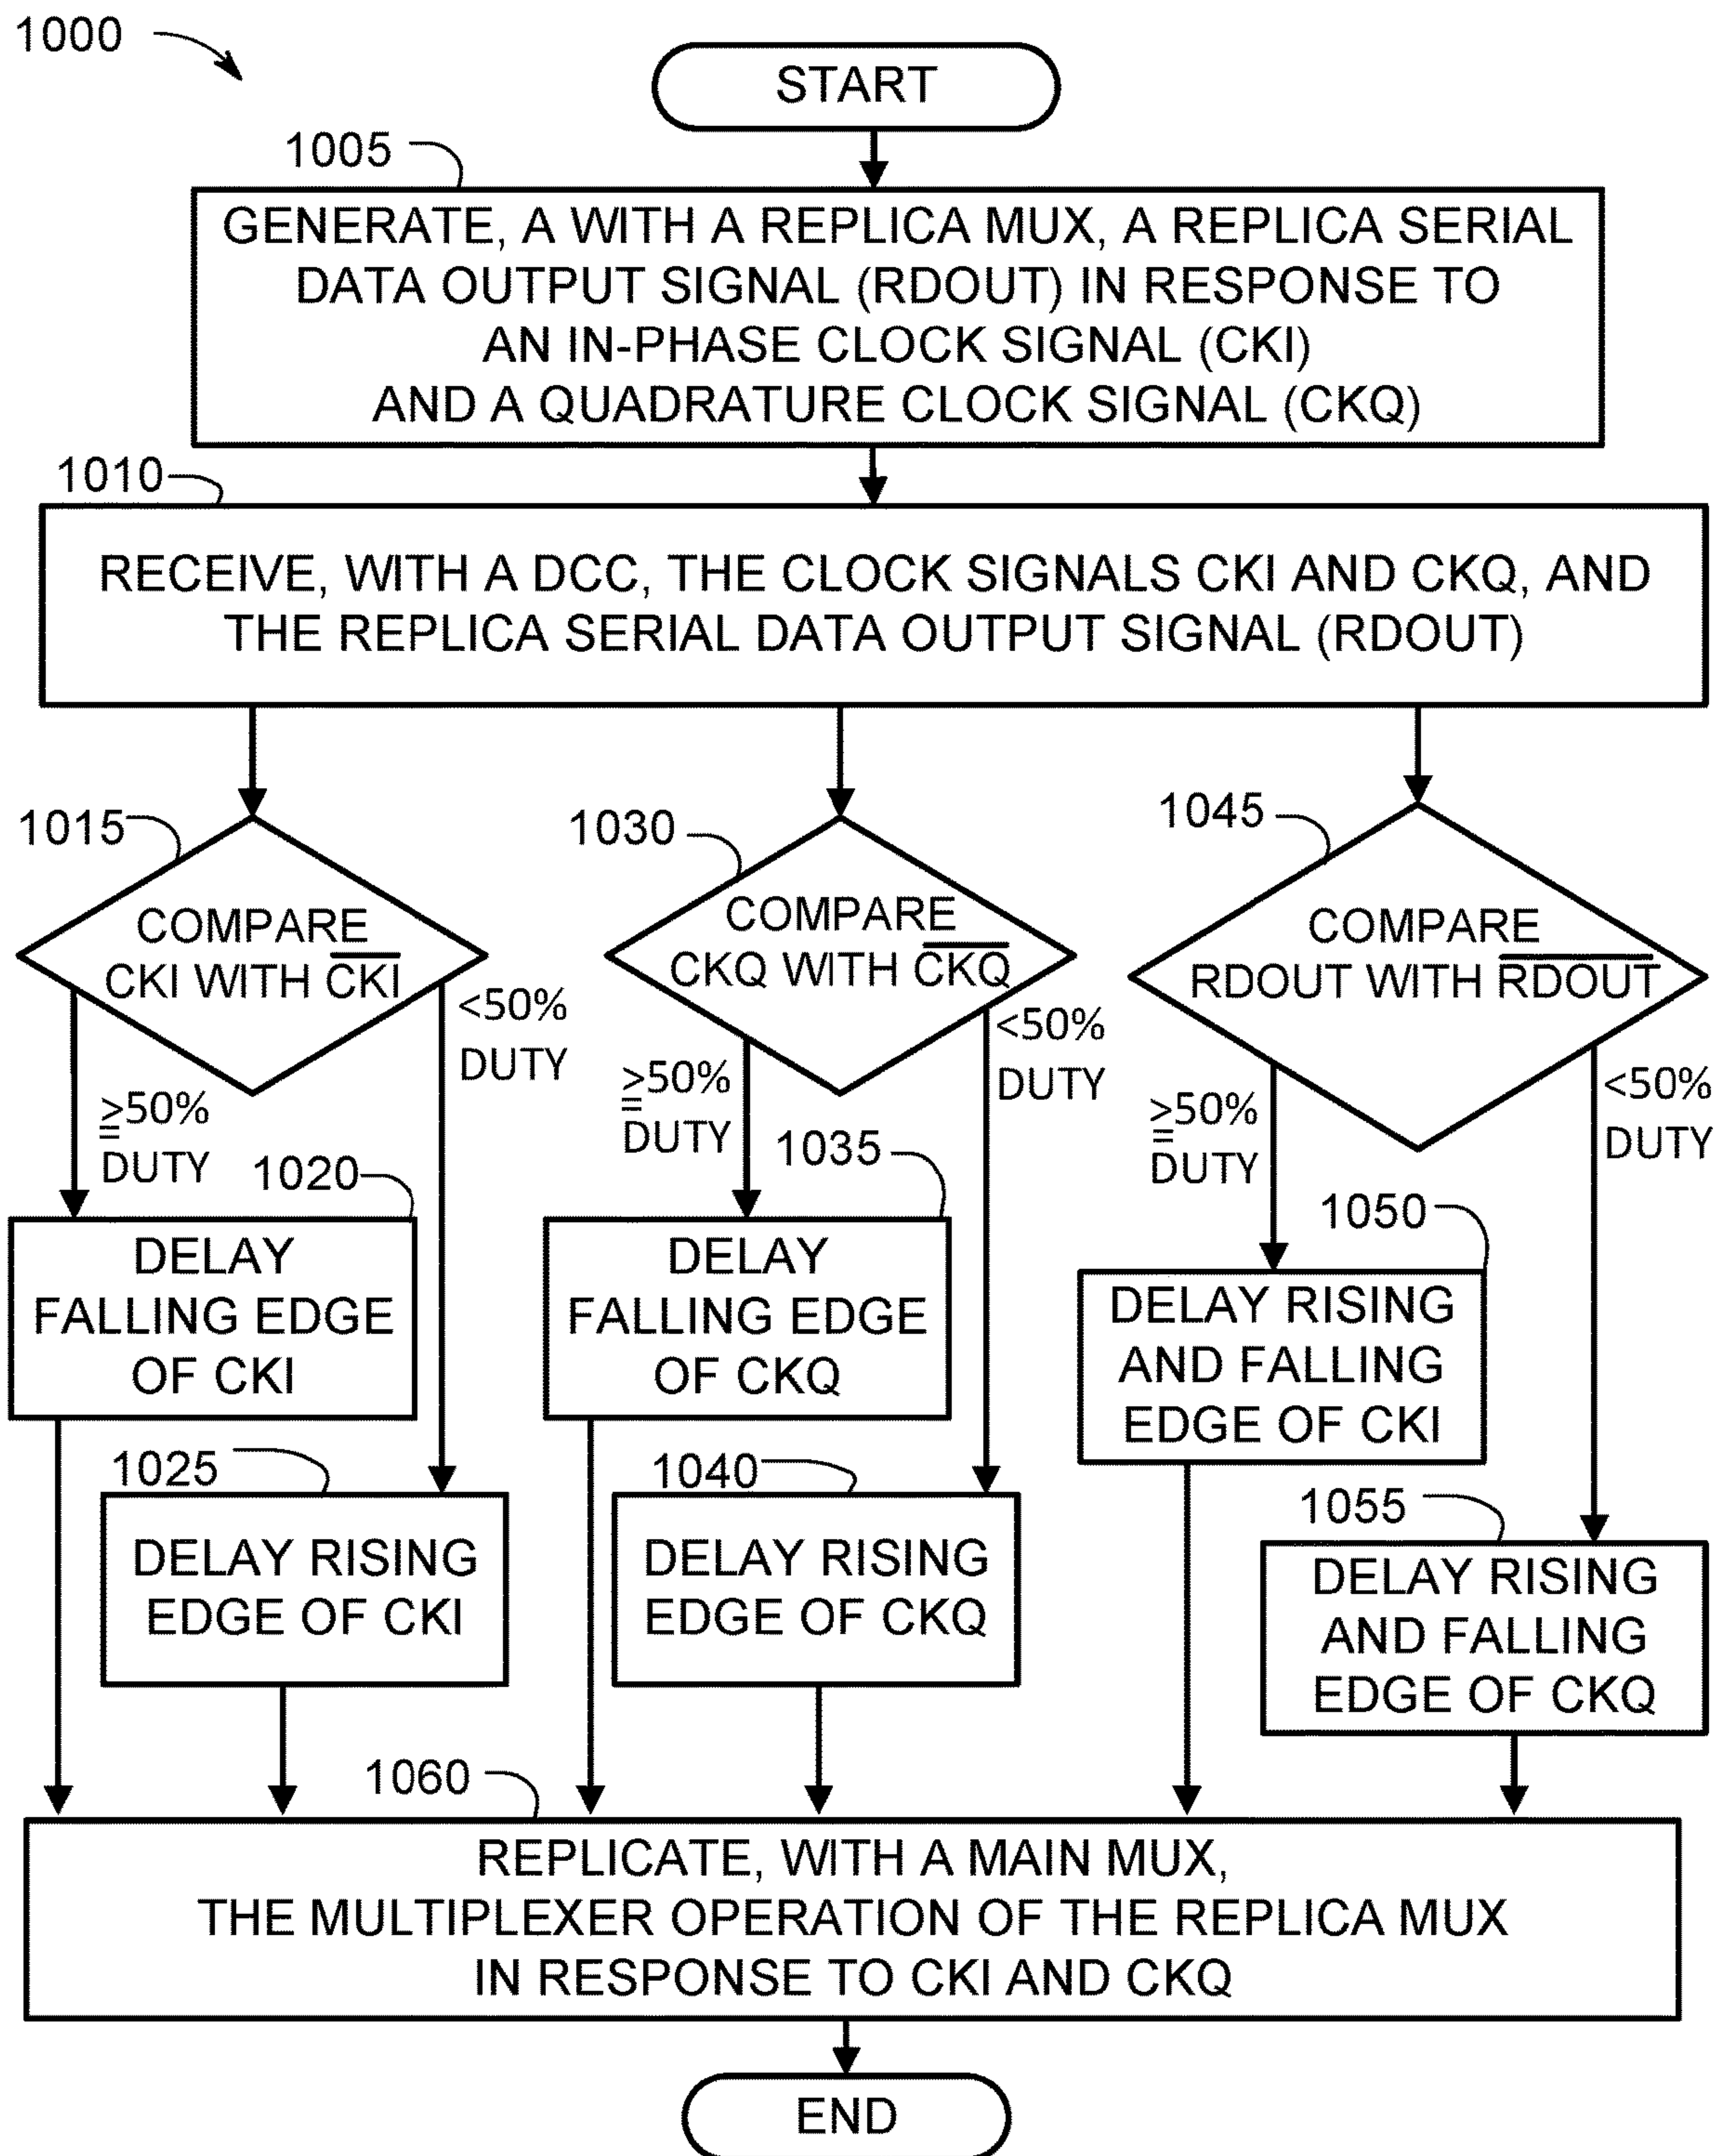 1000
START
1005
GENERATE, A WITH A REPLICA MUX, A REPLICA SERIAL
DATA OUTPUT SIGNAL (RDOUT) IN RESPONSE TO
AN IN-PHASE CLOCK SIGNAL (CKI)
AND A QUADRATURE CLOCK SIGNAL (CKQ)
1010
RECEIVE, WITH A DCC, THE CLOCK SIGNALS CKI AND CKQ, AND
THE REPLICA SERIAL DATA OUTPUT SIGNAL (RDOUT)
1015
COMPARE
CKI WITH C̅K̅I̅
≥50%
DUTY
<50%
DUTY
1030
COMPARE
CKQ WITH C̅K̅Q̅
≥50%
DUTY
<50%
DUTY
1045
COMPARE
RDOUT WITH R̅D̅O̅U̅T̅
≥50%
DUTY
<50%
DUTY
1020
DELAY
FALLING EDGE
OF CKI
1035
DELAY
FALLING EDGE
OF CKQ
1050
DELAY RISING
AND FALLING
EDGE OF CKI
1025
DELAY RISING
EDGE OF CKI
1040
DELAY RISING
EDGE OF CKQ
1055
DELAY RISING
AND FALLING
EDGE OF CKQ
1060
REPLICATE, WITH A MAIN MUX,
THE MULTIPLEXER OPERATION OF THE REPLICA MUX
IN RESPONSE TO CKI AND CKQ
END